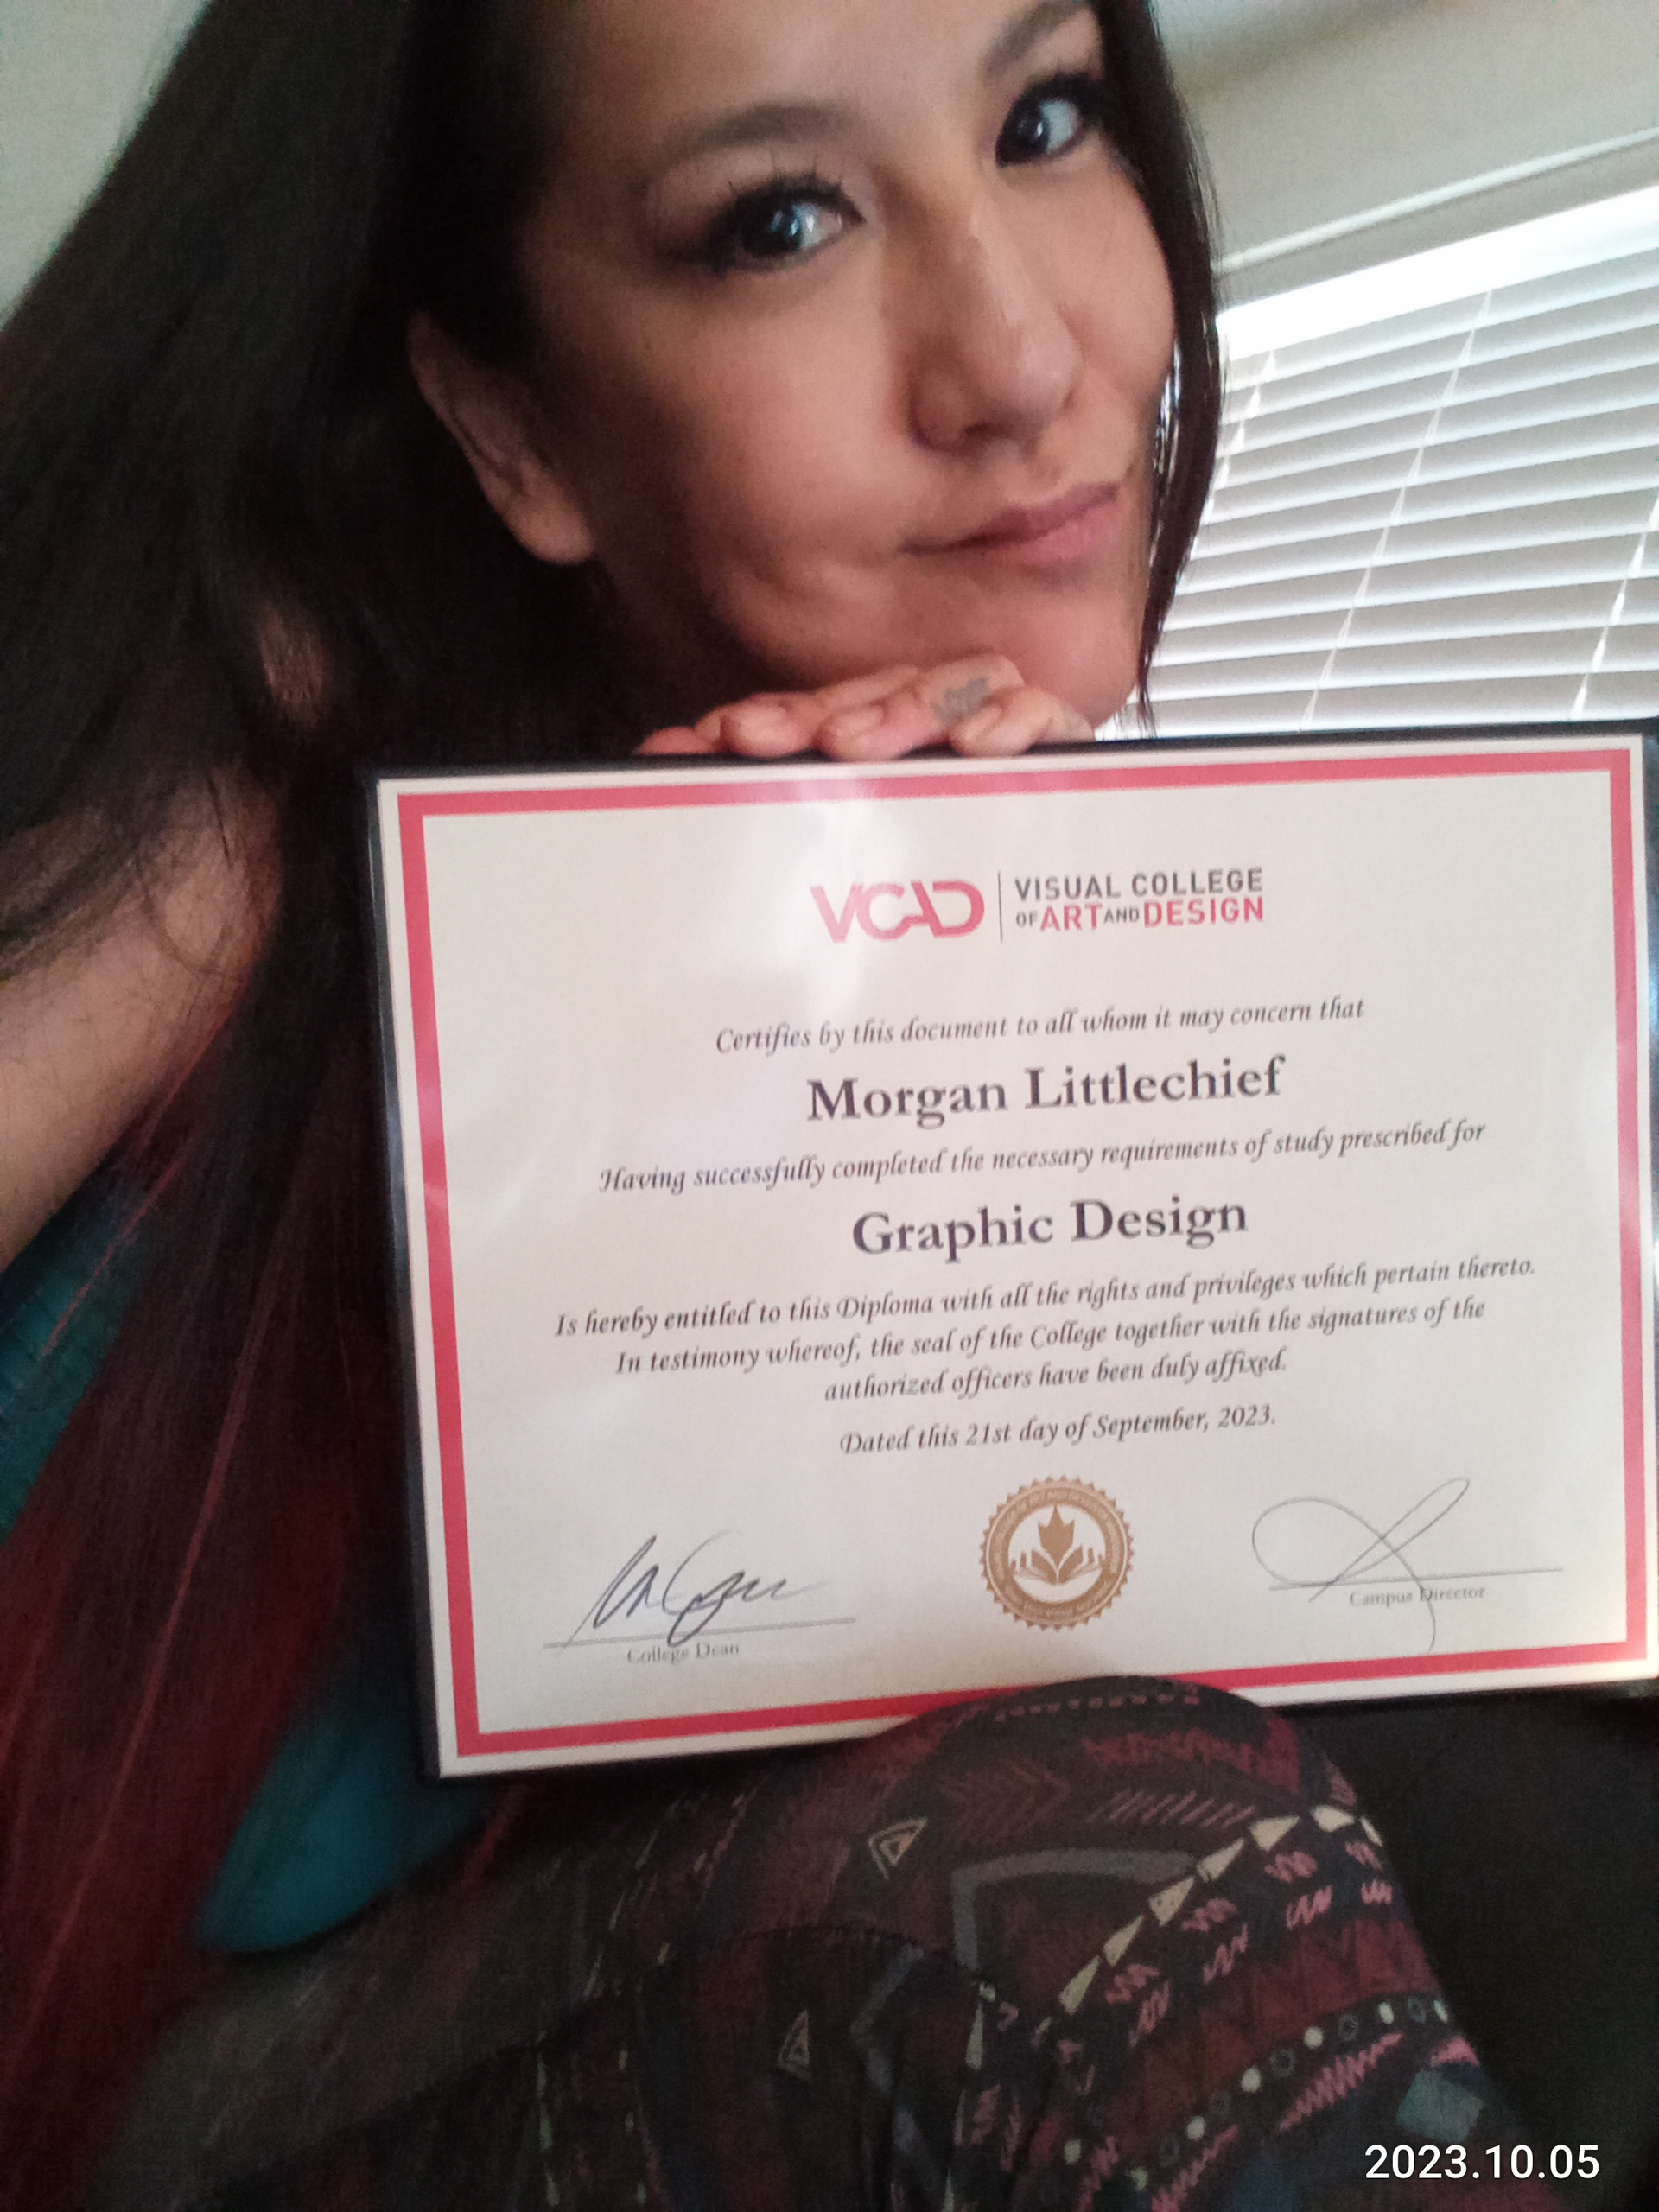 VCAD VISUAL COLLEGE
OF ART AND DESIGN
Certifies by this document to all whom it may concern that
Morgan Littlechief
Having successfully completed the necessary requirements of study prescribed for
Graphic Design
Is hereby entitled to this Diploma with all the rights and privileges which pertain thereto.
In testimony whereof, the seal of the College together with the signatures of the
authorized officers have been duly affixed.
Dated this 21st day of September, 2023.
College Dean
Campus Director
2023.10.05